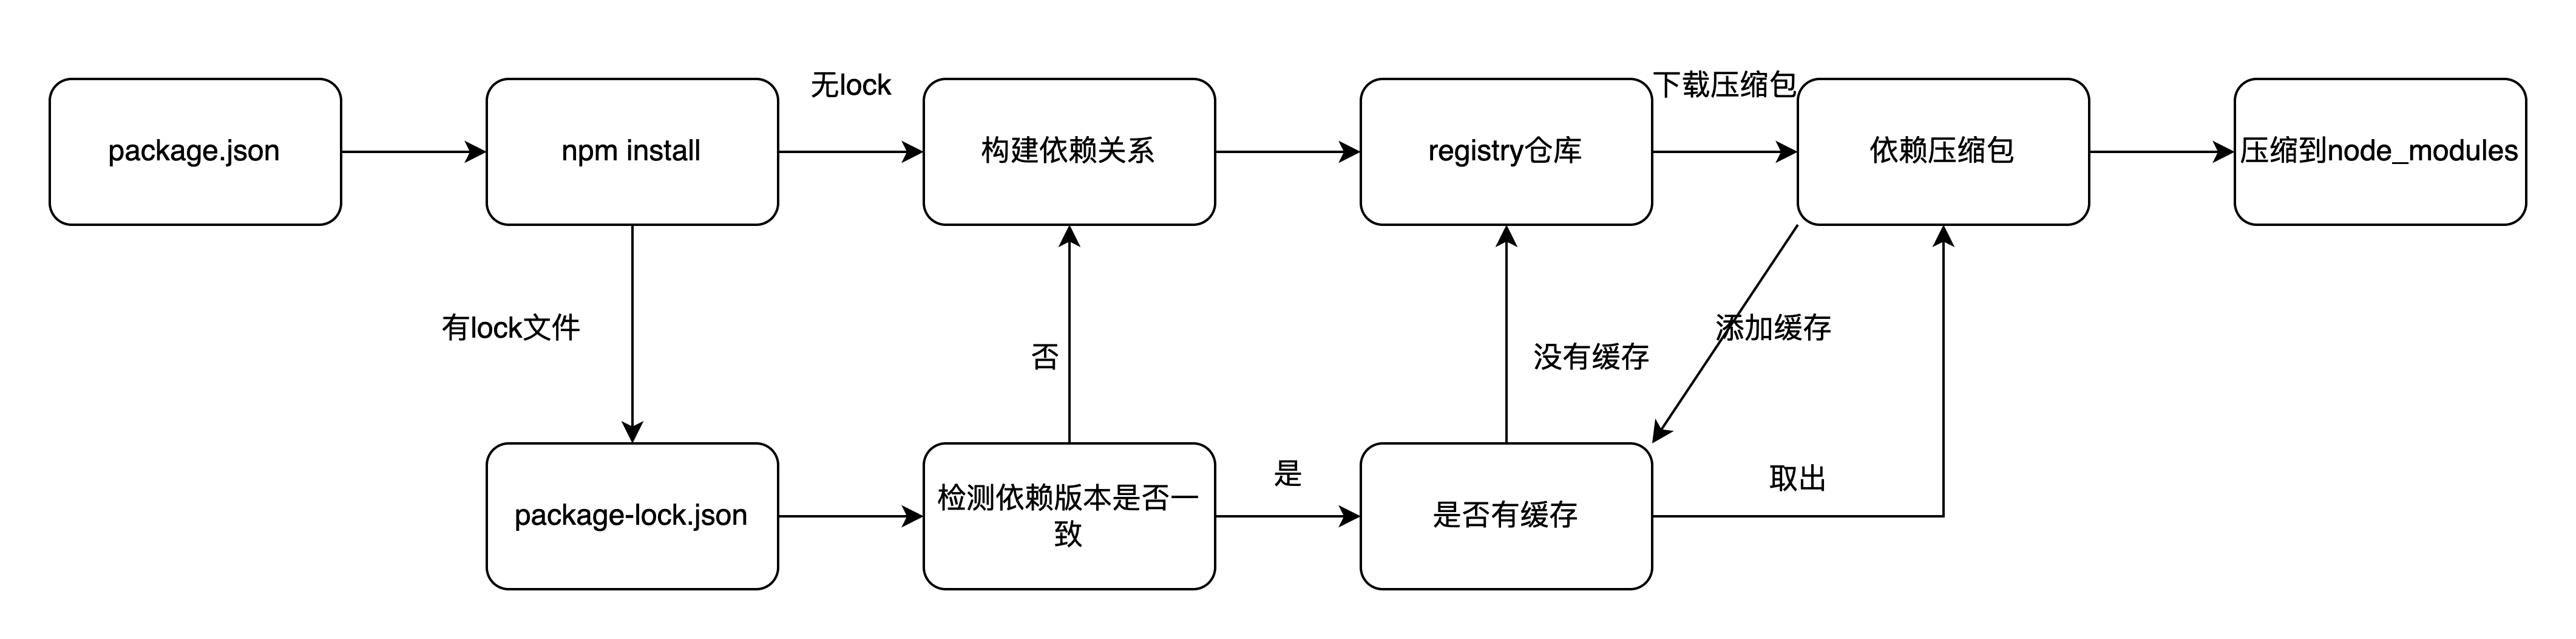 无lock
下载压缩包
package.json
npm install
构建依赖关系
registry仓库
依赖压缩包
压缩到node_modules
有lock文件
否
没有缓存
添加缓存
是
取出
package-lock.json
检测依赖版本是否一
致
是否有缓存